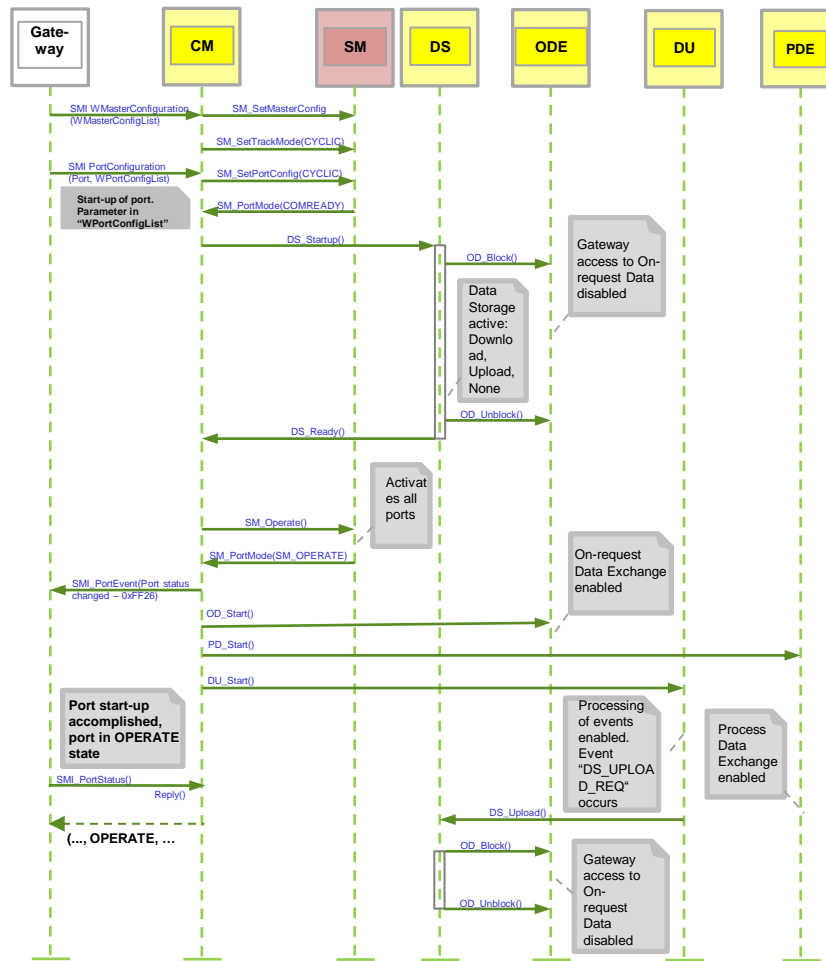 Gate-
way
CM
SM
DS
ODE
DU
PDE
SMI WMasterConfiguration
(WMasterConfigList)
SM_SetMasterConfig
SM_SetTrackMode(CYCLIC)
SMI PortConfiguration
(Port, WPortConfigList)
SM_SetPortConfig(CYCLIC)
Start-up of port.
Parameter in
“WPortConfigList”
SM_PortMode(COMREADY)
DS_Startup()
OD_Block()
Gateway
access to On-
request Data
disabled
Data
Storage
active:
Downlo
ad,
Upload,
None
OD_Unblock()
DS_Ready()
Activat
es all
ports
SM_Operate()
SM_PortMode(SM_OPERATE)
On-request
Data Exchange
enabled
SMI_PortEvent(Port status
changed – 0xFF26)
OD_Start()
PD_Start()
DU_Start()
Port start-up
accomplished,
port in OPERATE
state
Processing
of events
enabled.
Event
“DS_UPLOA
D_REQ“
occurs
Process
Data
Exchange
enabled
SMI_PortStatus()
Reply()
DS_Upload()
(..., OPERATE, …
OD_Block()
Gateway
access to
On-
request
Data
disabled
OD_Unblock()